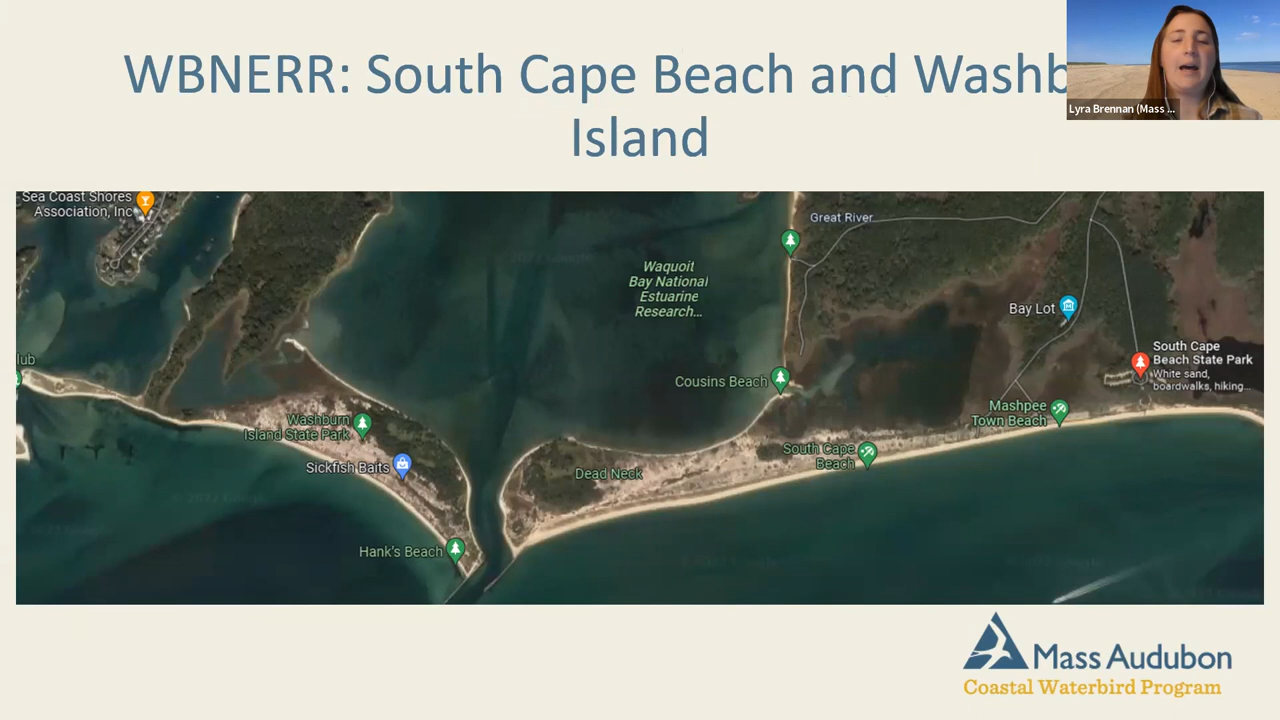 WBNERR: South Cape Beach and Washb
Island
Lyra Brennan (Mass ...
Sea Coast Shores
Association, Inc
Great River
Waquoit
Bay National
Estuarine
Research...
Bay Lot
South Cape
Beach State Park
White sand,
boardwalks, hiking...
lub
Cousins Beach
Mashpee
Town Beach
Washburn
Island State Park
South Cape
Beach
Sickfish Baits
Dead Neck
Hank's Beach
Mass Audubon
Coastal Waterbird Program